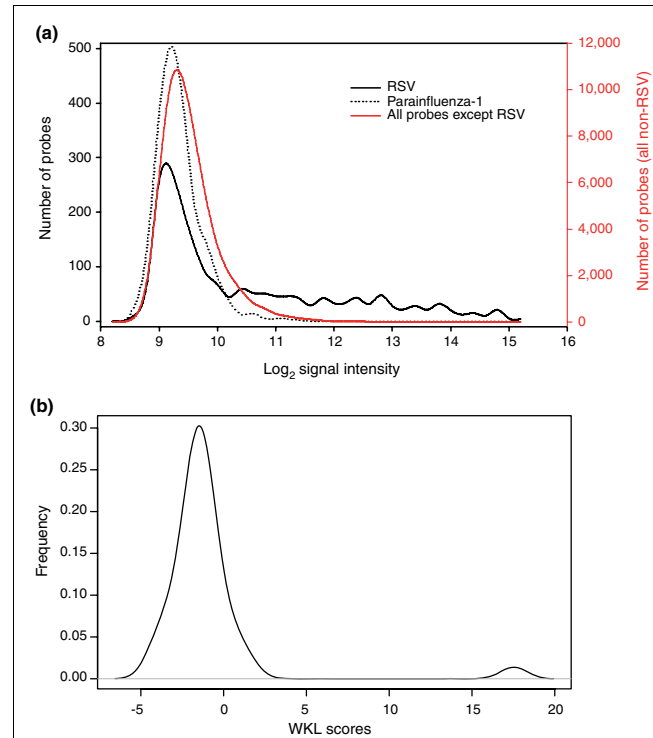 (a)
500
400
300
200
100
0
Number of probes
12,000
10,000
8,000
6,000
4,000
2,000
0
Number of probes (all non-RSV)
RSV
Parainfluenza-1
All probes except RSV
8 9 10 11 12 13 14 15 16
Log₂ signal intensity
(b)
0.30
0.25
0.20
0.15
0.10
0.05
0.00
Frequency
-5 0 5 10 15 20
WKL scores